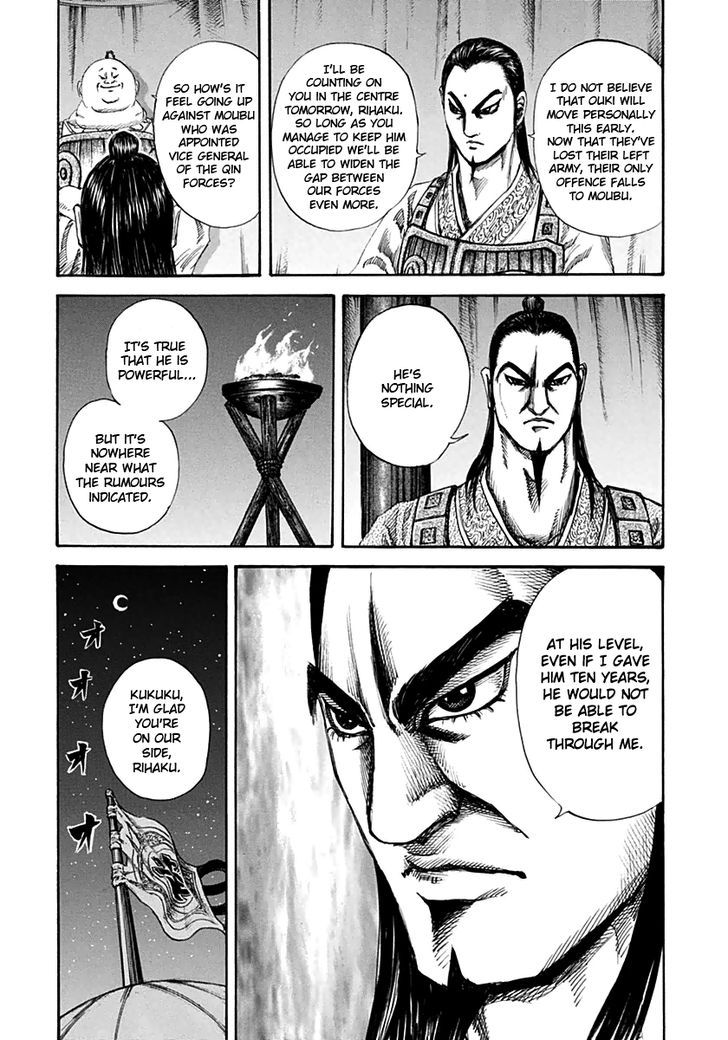 I DO NOT BELIEVE
THAT OUKI WILL
MOVE PERSONALLY
THIS EARLY.
NOW THAT THEY'VE
LOST THEIR LEFT
ARMY, THEIR ONLY
OFFENCE FALLS
TO MOUBU.
I'LL BE
COUNTING ON
YOU IN THE CENTRE
TOMORROW, RIHAKU.
SO LONG AS YOU
MANAGE TO KEEP HIM
OCCUPIED WE'LL BE
ABLE TO WIDEN THE
GAP BETWEEN
OUR FORCES
EVEN MORE.
SO HOW'S IT
FEEL GOING UP
AGAINST MOUBU
WHO WAS
APPOINTED
VICE GENERAL
OF THE QIN
FORCES?
HE'S
NOTHING
SPECIAL.
IT'S TRUE
THAT HE IS
POWERFUL...
BUT IT'S
NOWHERE
NEAR WHAT
THE RUMOURS
INDICATED.
AT HIS LEVEL,
EVEN IF I GAVE
HIM TEN YEARS,
HE WOULD NOT
BE ABLE TO
BREAK
THROUGH ME.
オオオオ
KUKUKU,
I'M GLAD
YOU'RE
ON OUR
SIDE,
RIHAKU.